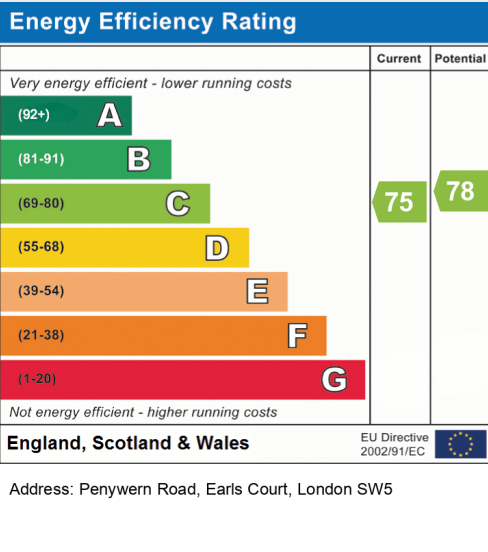 Energy Efficiency Rating
Current Potential
Very energy efficient - lower running costs
(92+) A
(81-91) B
(69-80) C
75 78
(55-68) D
(39-54) E
(21-38) F
(1-20) G
Not energy efficient - higher running costs
England, Scotland & Wales
EU Directive
2002/91/EC
Address: Penywern Road, Earls Court, London SW5